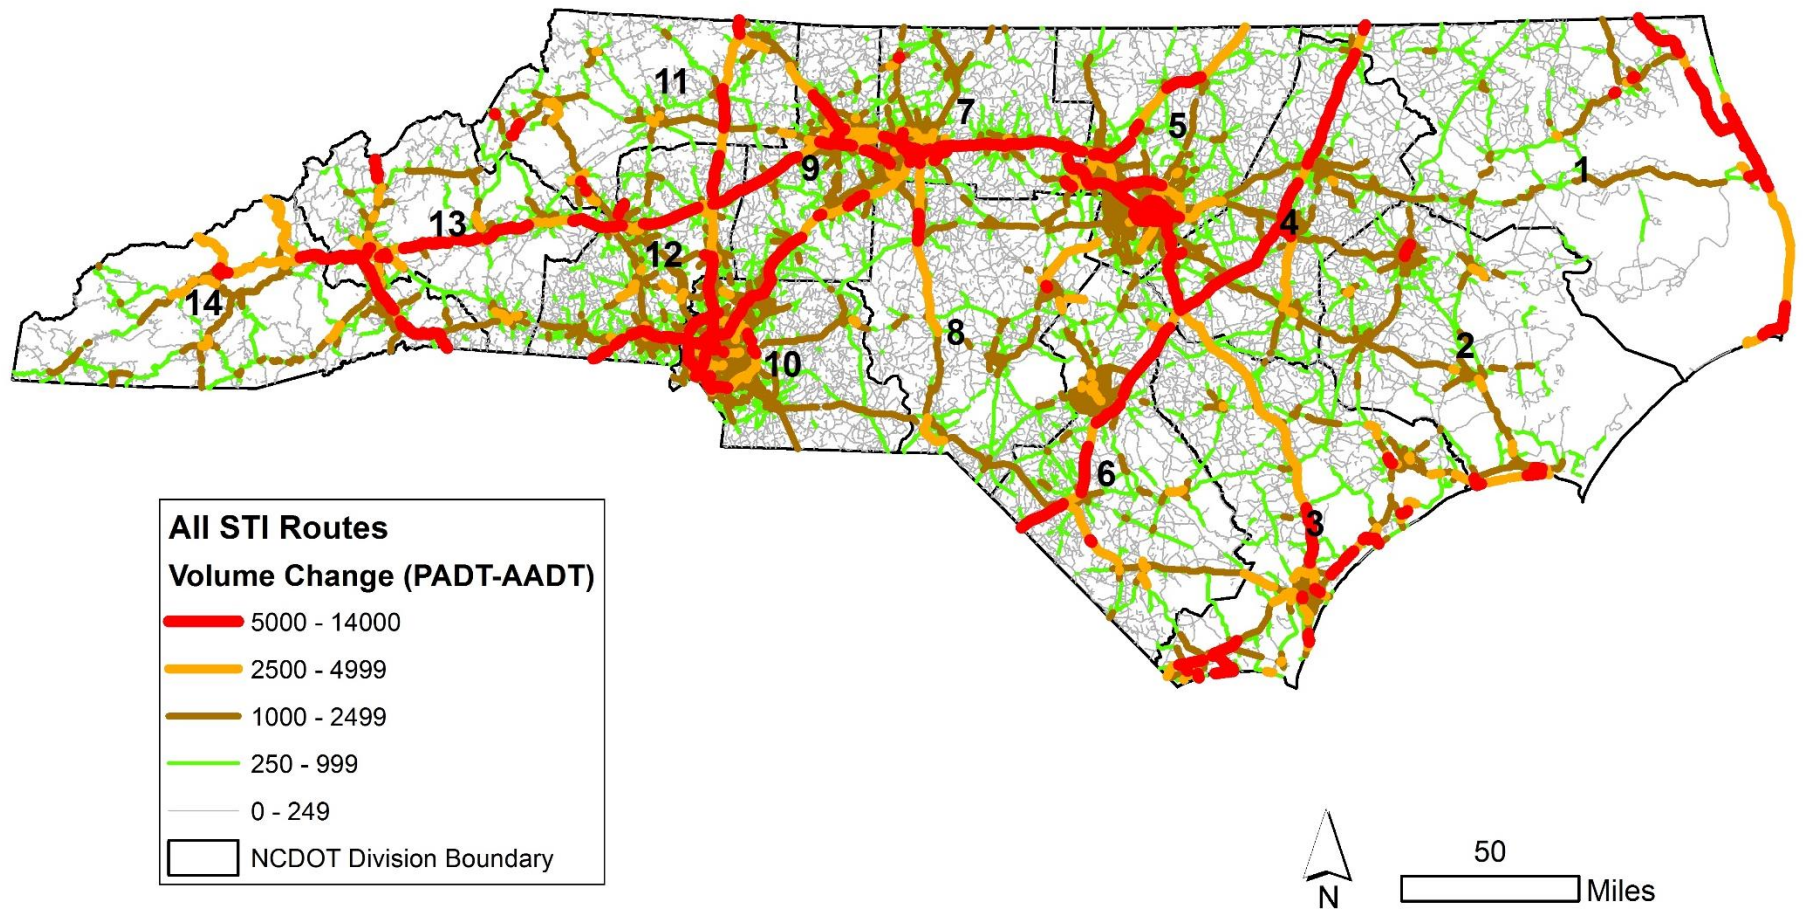 11
7
5
9
1
13
4
12
14
8
2
10
6
3
All STI Routes
Volume Change (PADT-AADT)
5000 - 14000
2500 - 4999
1000 - 2499
250 - 999
0 - 249
NCDOT Division Boundary
50
Miles
N